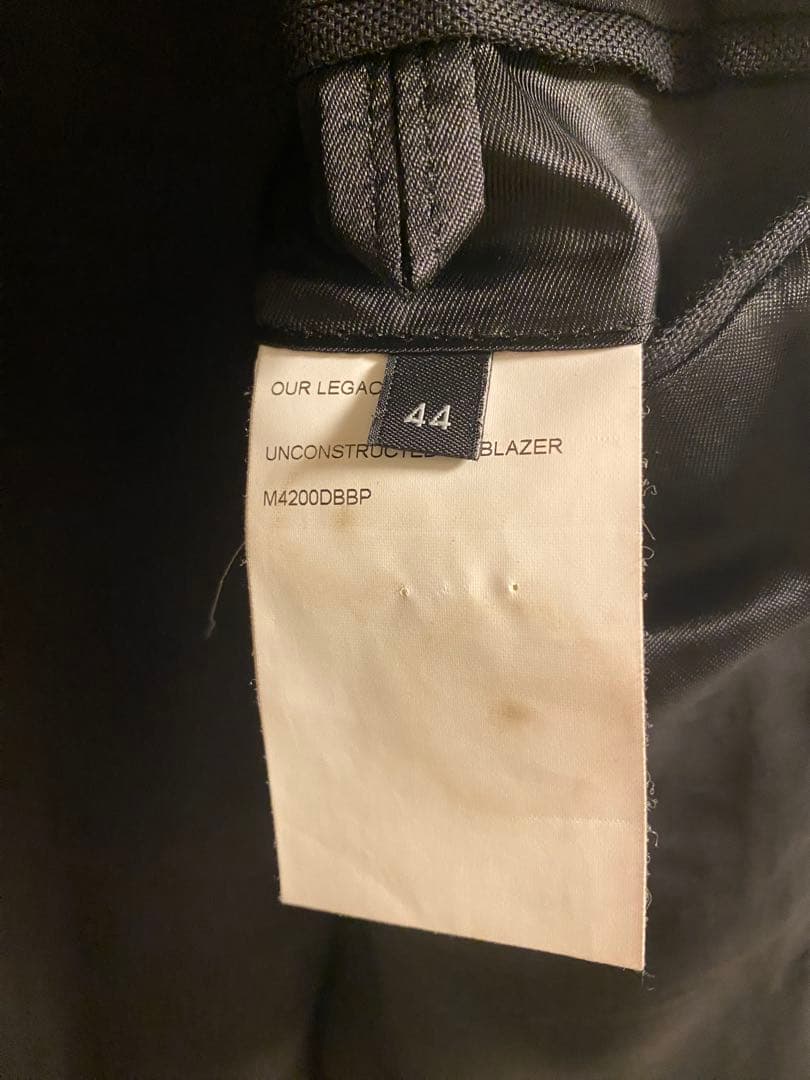 OUR LEGAC
44
UNCONSTRUCTED BLAZER
M4200DBBP